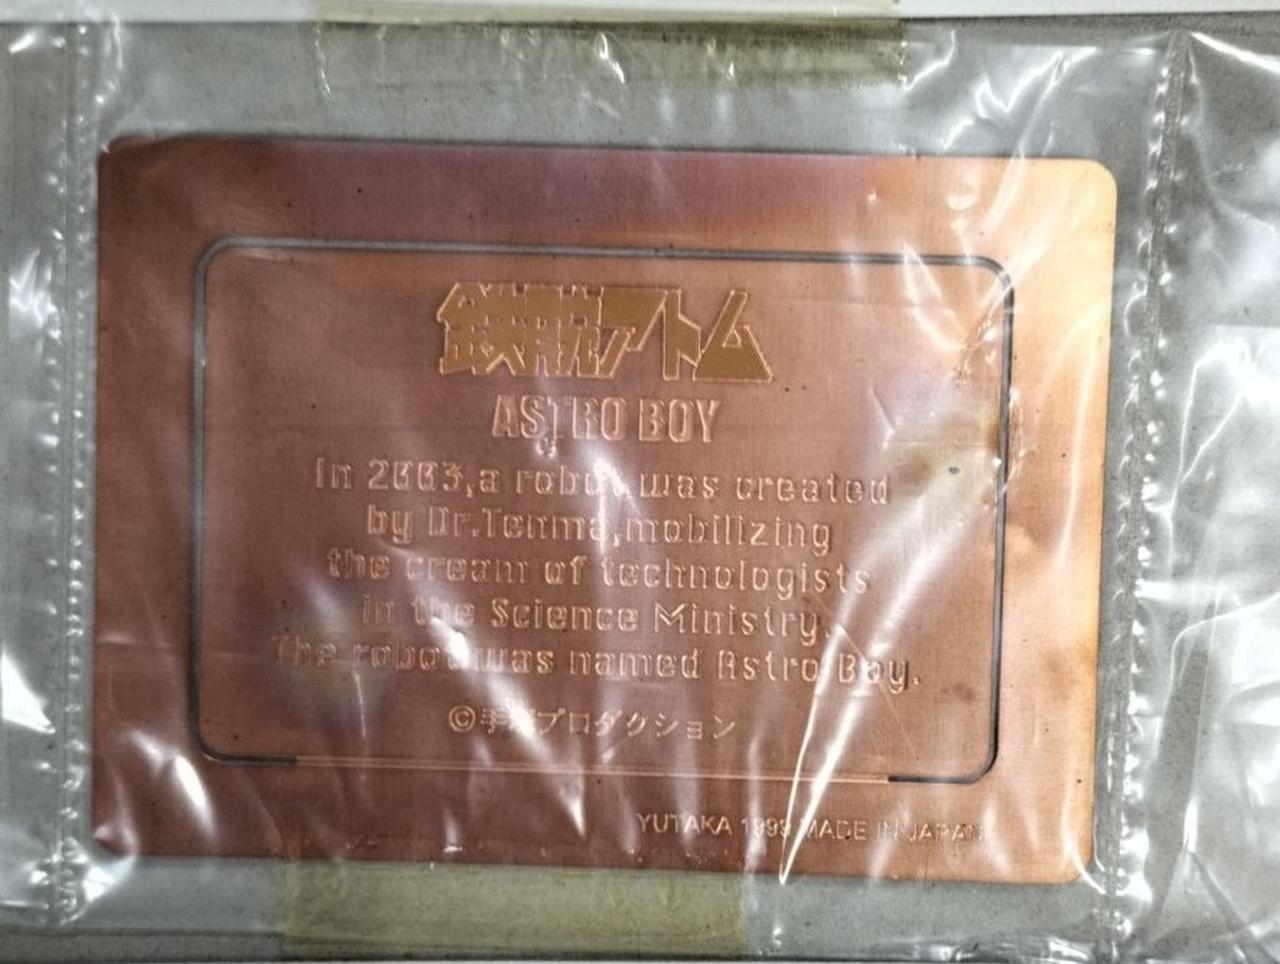 鉄腕アトム
ASTRO BOY
In 2003,a robot was created
by Dr.Tenma,mobilizing
the cream of technologists
in the Science Ministry.
The robot was named Astro Boy.
©手塚プロダクション
YUTAKA 1999 MADE IN JAPAN